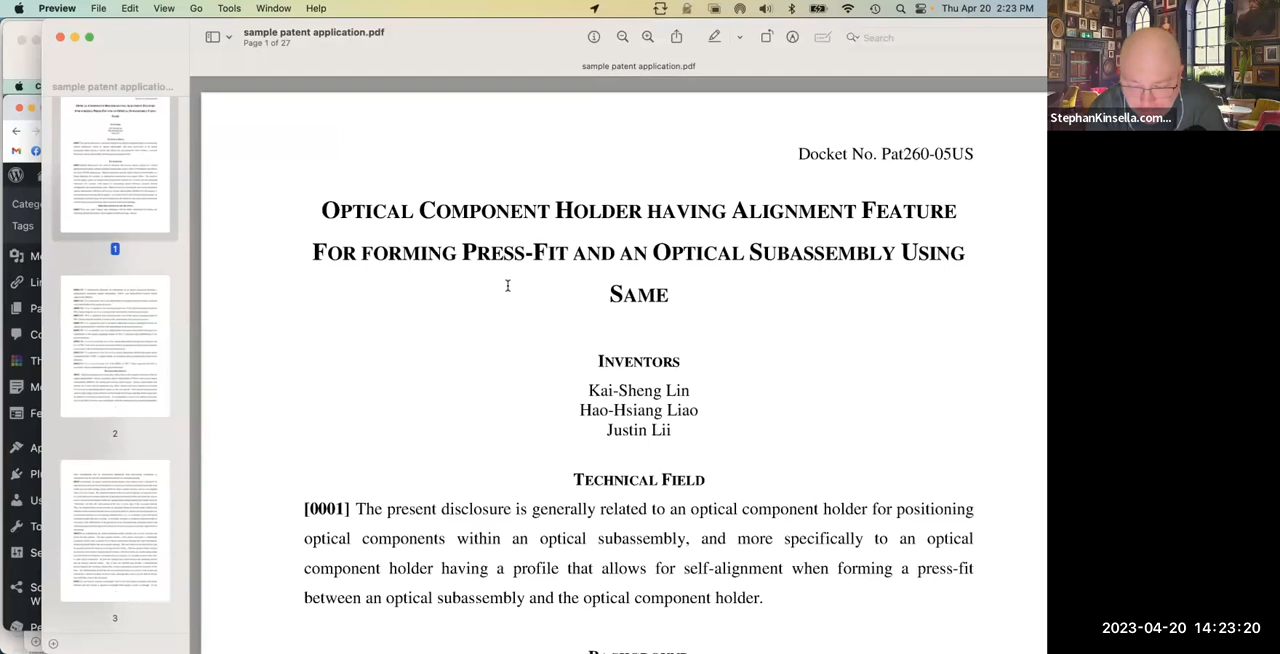 Preview File Edit View Go Tools Window Help Thu Apr 20 2:23 PM
sample patent application.pdf
Page 1 of 27
Search
sample patent application.pdf
sample patent applicatio...
1
2
3
Categ
Tags
StephanKinsella.com...
Docket No. Pat260-05US
OPTICAL COMPONENT HOLDER HAVING ALIGNMENT FEATURE
FOR FORMING PRESS-FIT AND AN OPTICAL SUBASSEMBLY USING
SAME
INVENTORS
Kai-Sheng Lin
Hao-Hsiang Liao
Justin Lii
TECHNICAL FIELD
[0001] The present disclosure is generally related to an optical component holder for positioning
optical components within an optical subassembly, and more specifically to an optical
component holder having a profile that allows for self-alignment when forming a press-fit
between an optical subassembly and the optical component holder.
2023-04-20 14:23:20